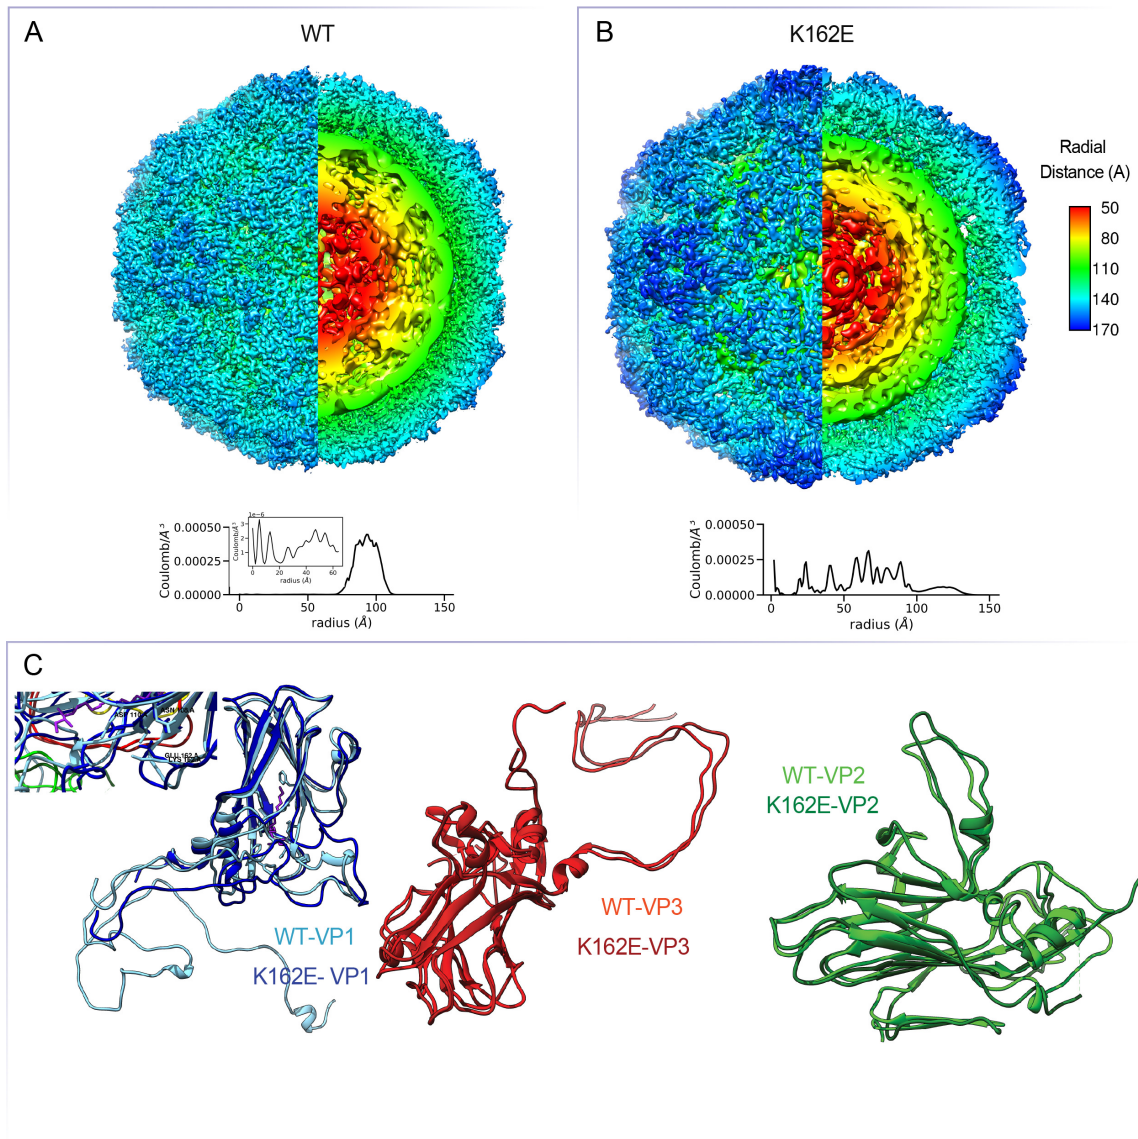 A
WT
B
K162E
Radial
Distance (A)
50
80
110
140
170
0.00050
0.00025
0.00000
Coulomb/Å³
0
50
100
150
radius (Å)
1e−6
3
2
1
Coulomb/Å³
0
20
40
60
radius (Å)
0.00050
0.00025
0.00000
Coulomb/Å³
0
50
100
150
radius (Å)
C
WT-VP1
K162E- VP1
WT-VP3
K162E-VP3
WT-VP2
K162E-VP2